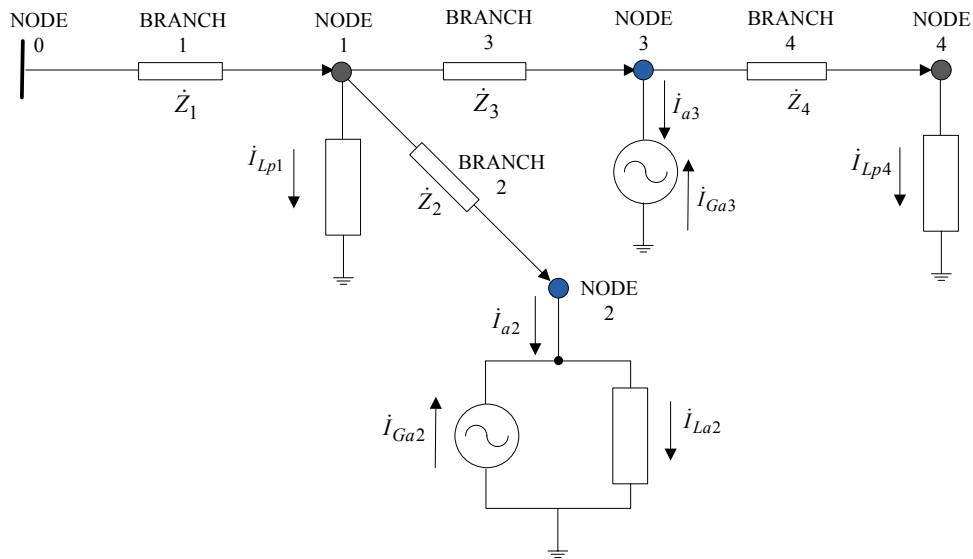 NODE 0
BRANCH 1
NODE 1
BRANCH 3
NODE 3
BRANCH 4
NODE 4
Ż₁
Ż₃
Ż₄
İₐ₃
İ_{Lp1}
BRANCH 2
Ż₂
İ_{Ga3}
İ_{Lp4}
NODE 2
İₐ₂
İ_{Ga2}
İ_{La2}